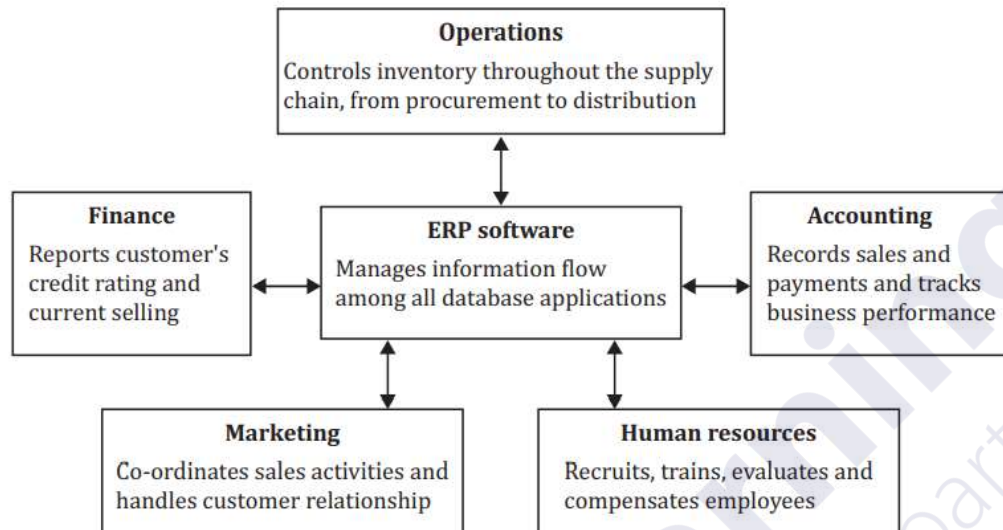 Operations
Controls inventory throughout the supply
chain, from procurement to distribution
Finance
Reports customer's
credit rating and
current selling
ERP software
Manages information flow
among all database applications
Accounting
Records sales and
payments and tracks
business performance
Marketing
Co-ordinates sales activities and
handles customer relationship
Human resources
Recruits, trains, evaluates and
compensates employees